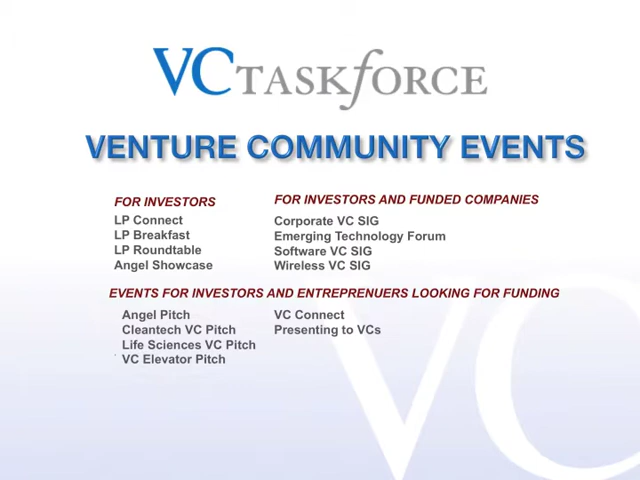 VCTASKFORCE
VENTURE COMMUNITY EVENTS
FOR INVESTORS
LP Connect
LP Breakfast
LP Roundtable
Angel Showcase
FOR INVESTORS AND FUNDED COMPANIES
Corporate VC SIG
Emerging Technology Forum
Software VC SIG
Wireless VC SIG
EVENTS FOR INVESTORS AND ENTREPRENUERS LOOKING FOR FUNDING
Angel Pitch
Cleantech VC Pitch
Life Sciences VC Pitch
VC Elevator Pitch
VC Connect
Presenting to VCs
VC